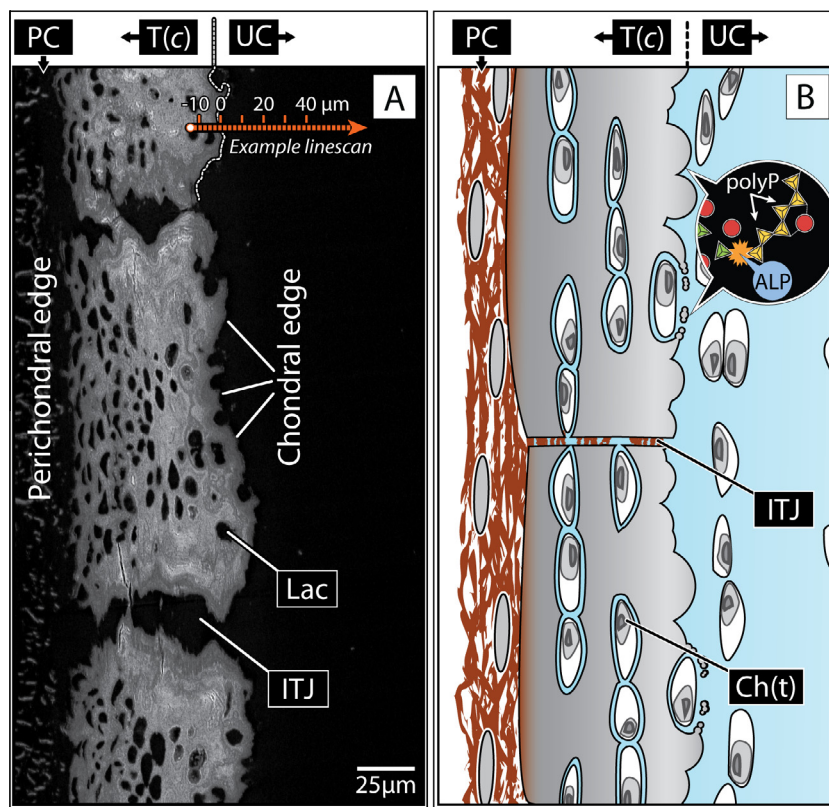 PC T(c) UC
A
-10 0 20 40 μm
Example linescan
Perichondral edge
Chondral edge
Lac
ITJ
25μm
PC T(c) UC
B
polyP
ALP
ITJ
Ch(t)